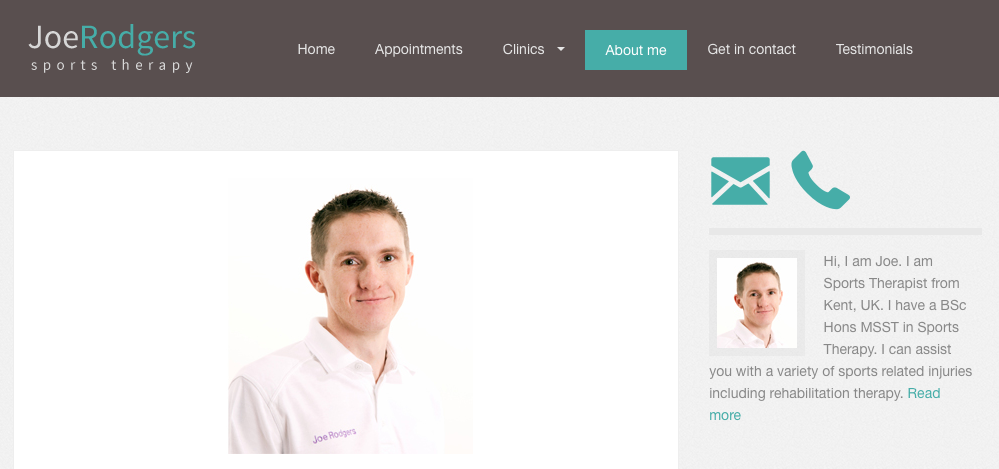 JoeRodgers
sports therapy
Home
Appointments
Clinics
About me
Get in contact
Testimonials
Joe Rodgers
Hi, I am Joe. I am
Sports Therapist from
Kent, UK. I have a BSc
Hons MSST in Sports
Therapy. I can assist
you with a variety of sports related injuries
including rehabilitation therapy. Read
more